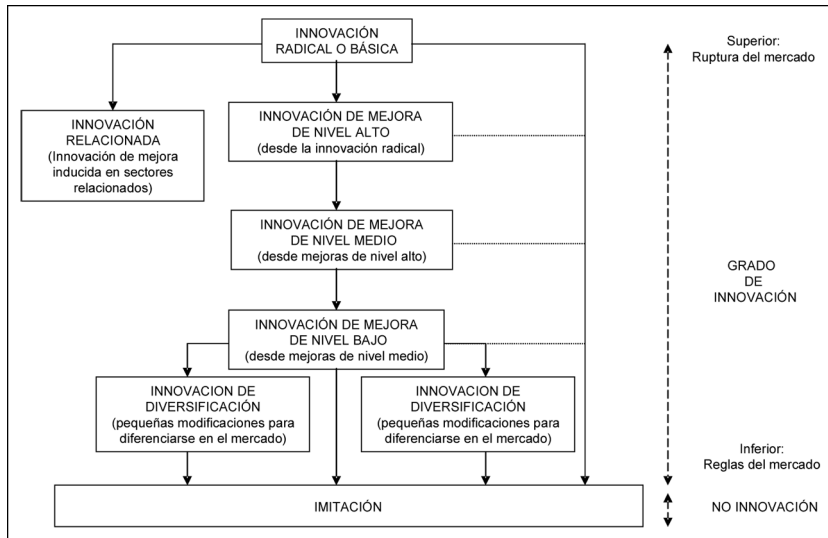 INNOVACIÓN
RADICAL O BÁSICA
Superior:
Ruptura del mercado
INNOVACIÓN
RELACIONADA
(Innovación de mejora
inducida en sectores
relacionados)
INNOVACIÓN DE MEJORA
DE NIVEL ALTO
(desde la innovación radical)
INNOVACIÓN DE MEJORA
DE NIVEL MEDIO
(desde mejoras de nivel alto)
GRADO
DE
INNOVACIÓN
INNOVACIÓN DE MEJORA
DE NIVEL BAJO
(desde mejoras de nivel medio)
INNOVACION DE
DIVERSIFICACIÓN
(pequeñas modificaciones para
diferenciarse en el mercado)
INNOVACION DE
DIVERSIFICACIÓN
(pequeñas modificaciones para
diferenciarse en el mercado)
Inferior:
Reglas del mercado
IMITACIÓN
NO INNOVACIÓN